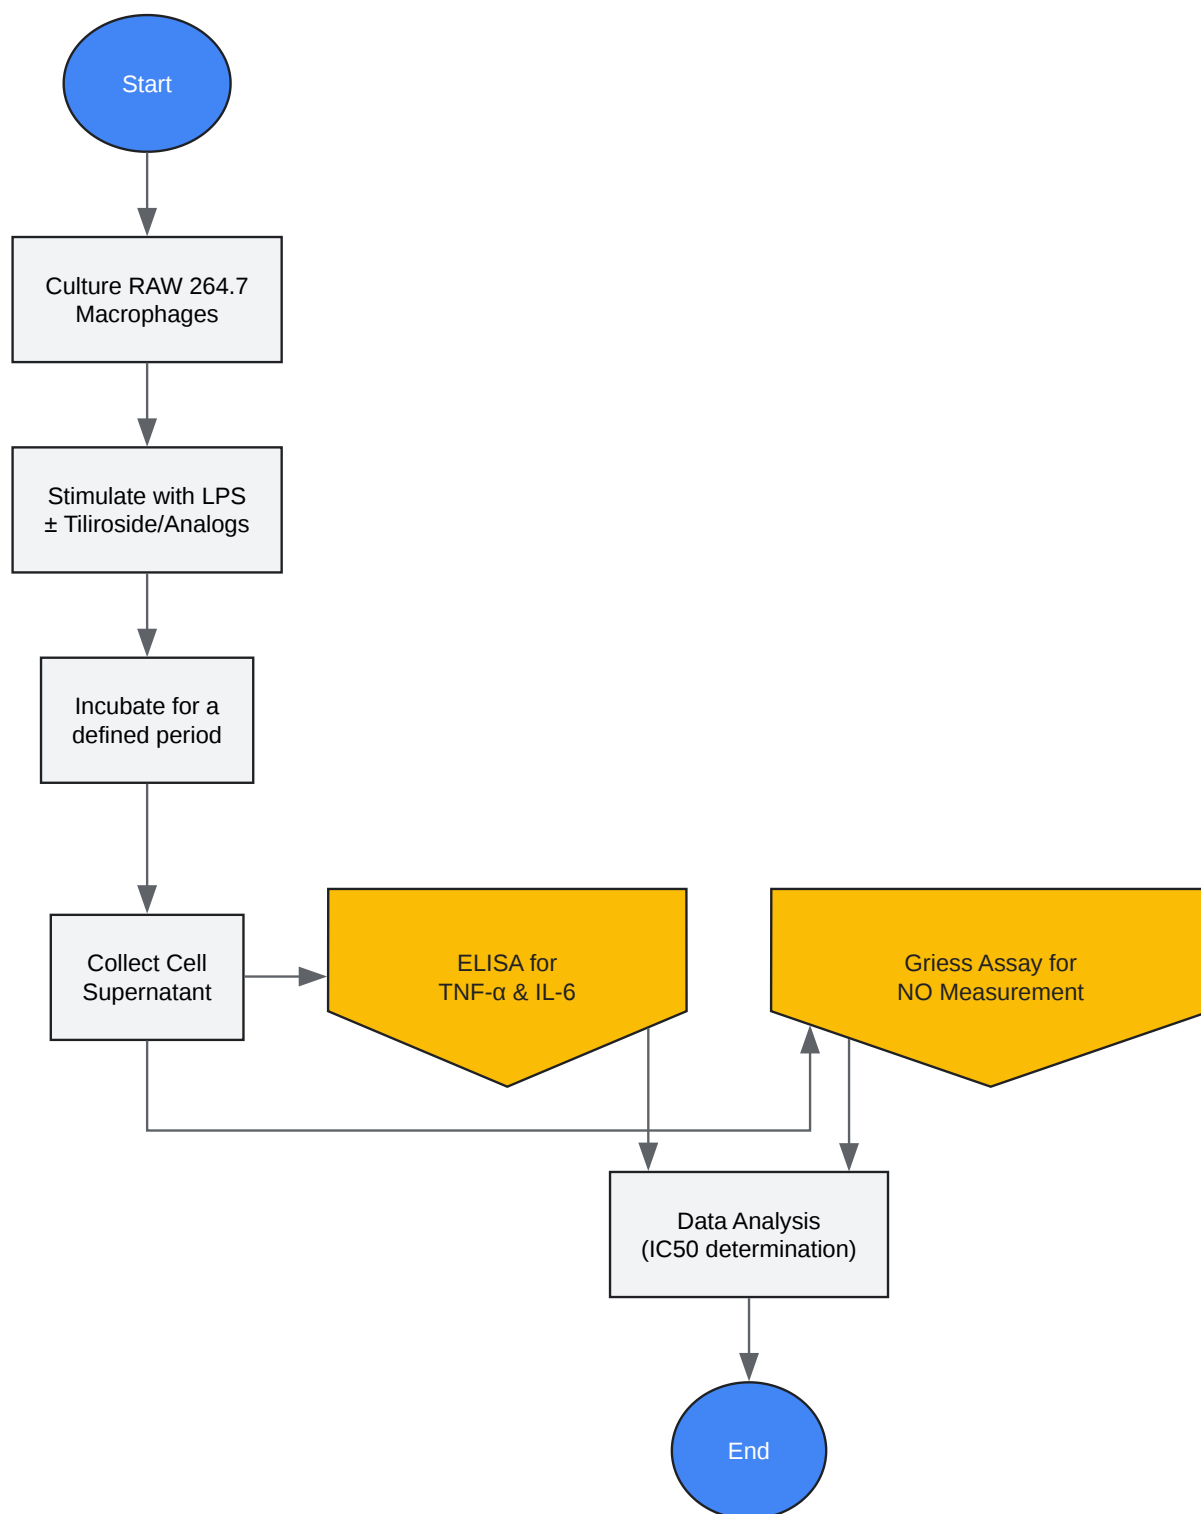 Start
Culture RAW 264.7
Macrophages
Stimulate with LPS
± Tiliroside/Analogs
Incubate for a
defined period
Collect Cell
Supernatant
ELISA for
TNF-α & IL-6
Griess Assay for
NO Measurement
Data Analysis
(IC50 determination)
End